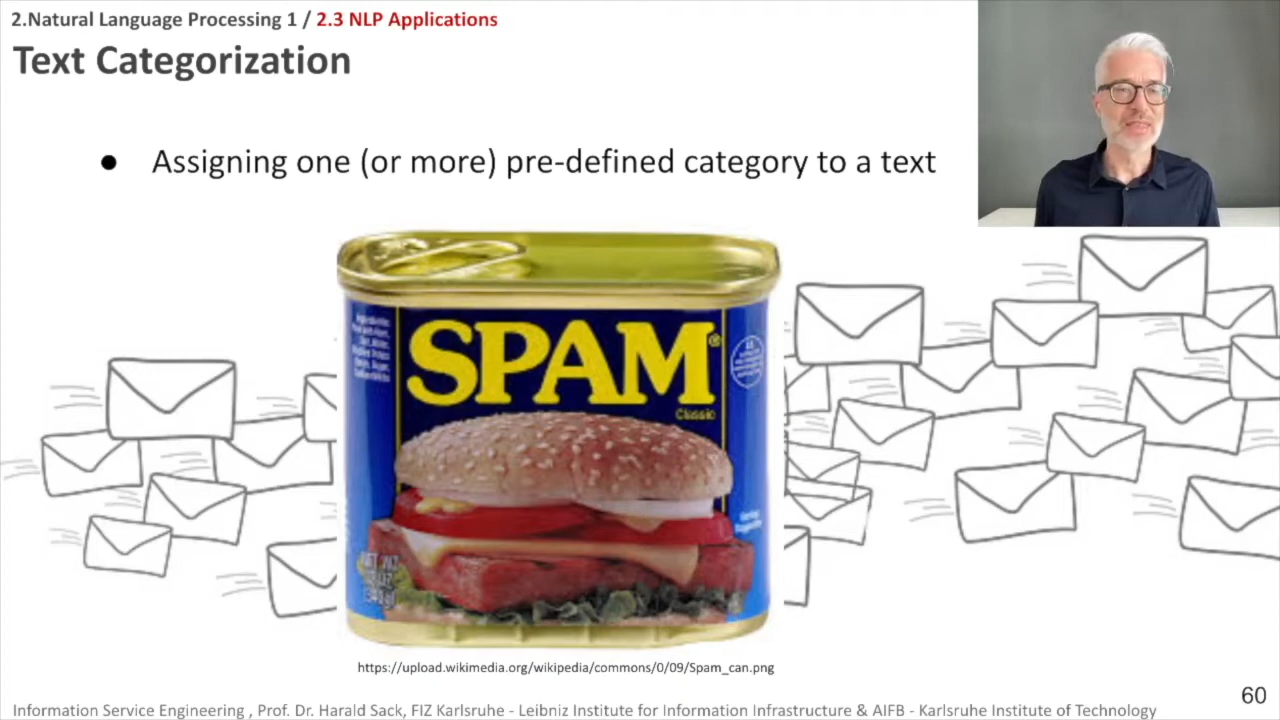 2.Natural Language Processing 1 / 2.3 NLP Applications
Text Categorization
● Assigning one (or more) pre-defined category to a text
SPAM®
Classic
https://upload.wikimedia.org/wikipedia/commons/0/09/Spam_can.png
60
Information Service Engineering , Prof. Dr. Harald Sack, FIZ Karlsruhe - Leibniz Institute for Information Infrastructure & AIFB - Karlsruhe Institute of Technology